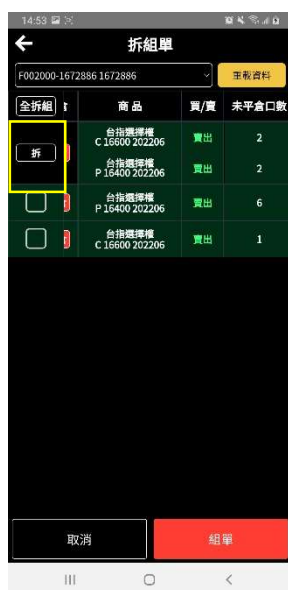 14:53
拆組單
F002000-1672886 1672886 重載資料
全拆組 商品 買/賣 未平倉口數
拆
台指選擇權
C 16600 202206 賣出 2
台指選擇權
P 16400 202206 賣出 2
台指選擇權
P 16400 202206 賣出 6
台指選擇權
C 16600 202206 賣出 1
取消 組單